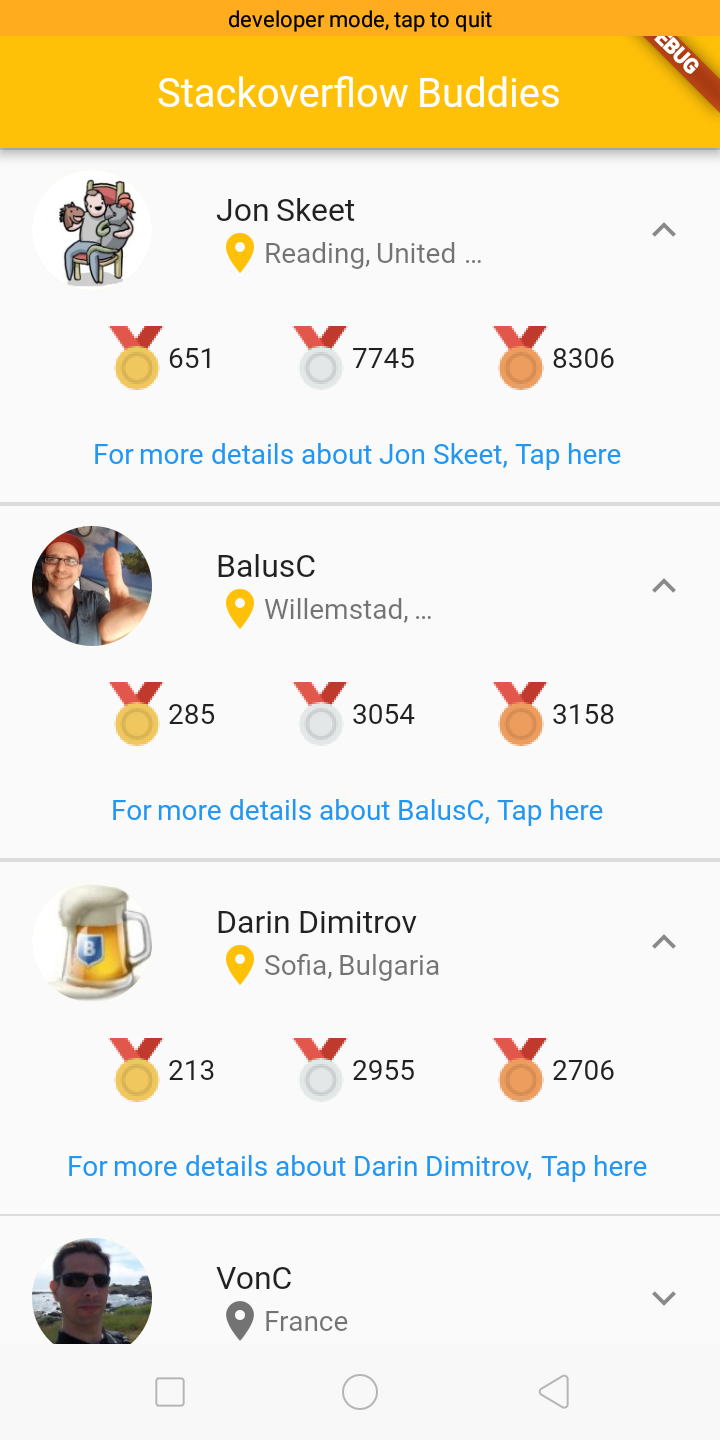 developer mode, tap to quit
EBUG
Stackoverflow Buddies
Jon Skeet
Reading, United ...
651 7745 8306
For more details about Jon Skeet, Tap here
BalusC
Willemstad, ...
285 3054 3158
For more details about BalusC, Tap here
B
Darin Dimitrov
Sofia, Bulgaria
213 2955 2706
For more details about Darin Dimitrov, Tap here
VonC
France